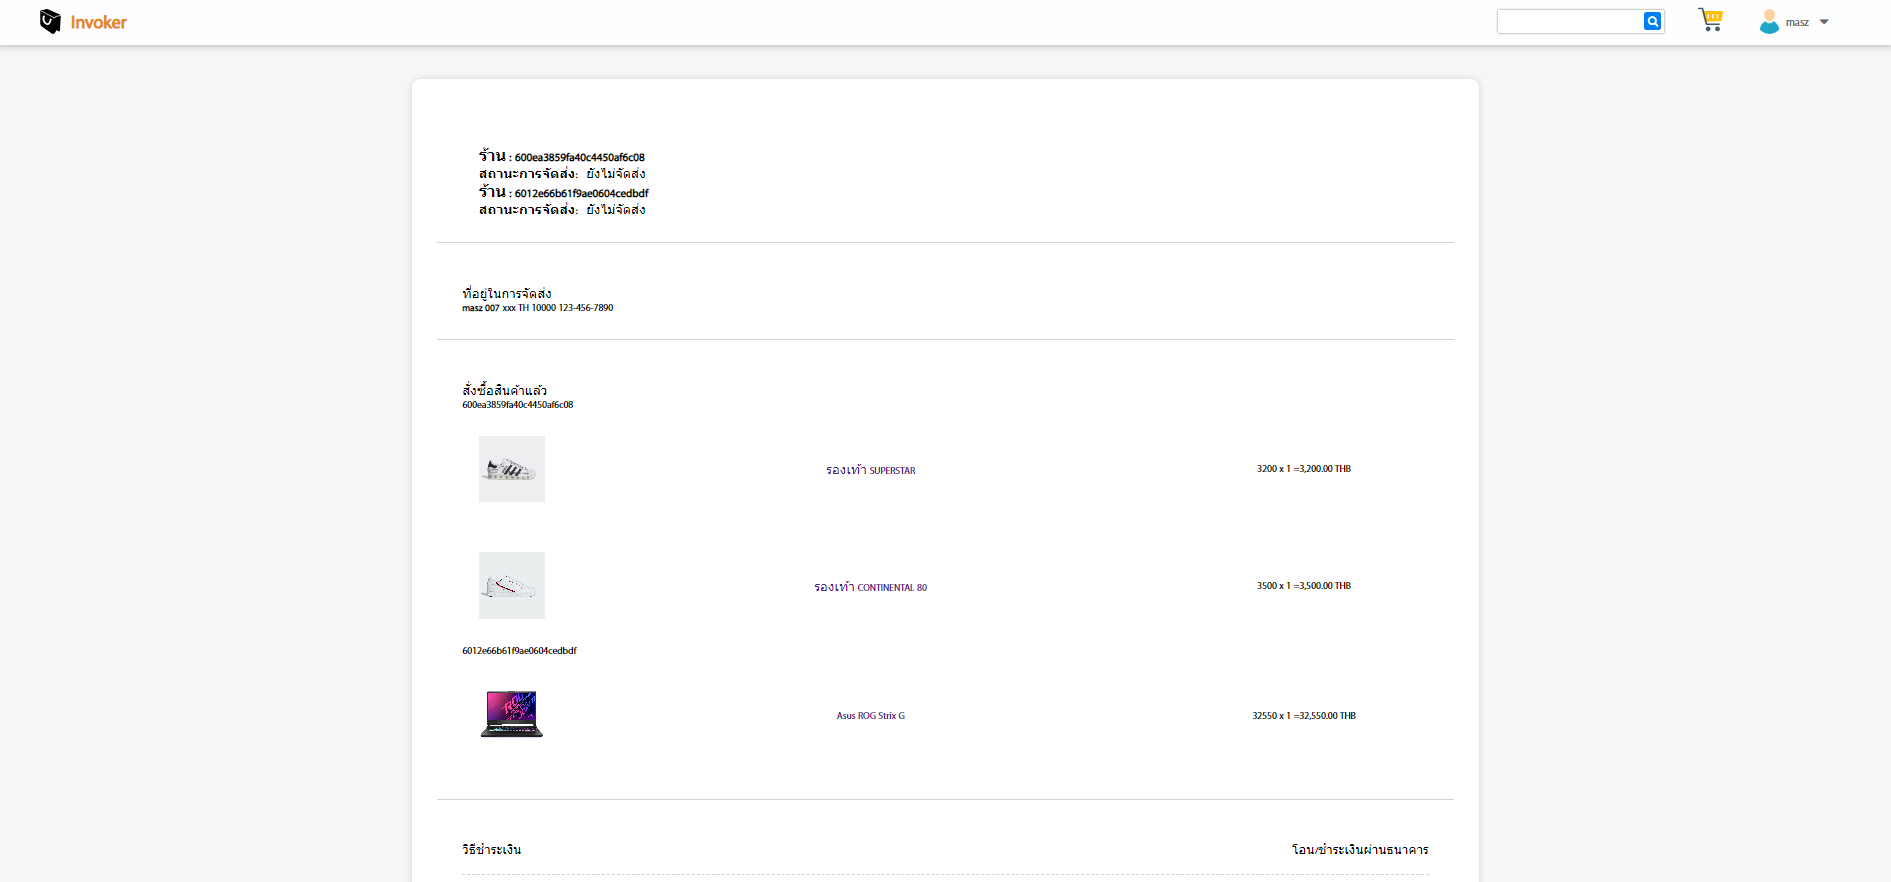 Invoker
masz
ร้าน : 600ea3859fa40c4450af6c08
สถานะการจัดส่ง: ยังไม่จัดส่ง
ร้าน : 6012e66b61f9ae0604cedbdf
สถานะการจัดส่ง: ยังไม่จัดส่ง
ที่อยู่ในการจัดส่ง
masz 007 xxx TH 10000 123-456-7890
สั่งซื้อสินค้าแล้ว
600ea3859fa40c4450af6c08
รองเท้า SUPERSTAR
3200 x 1 =3,200.00 THB
รองเท้า CONTINENTAL 80
3500 x 1 =3,500.00 THB
6012e66b61f9ae0604cedbdf
Asus ROG Strix G
32550 x 1 =32,550.00 THB
วิธีชำระเงิน
โอน/ชำระเงินผ่านธนาคาร